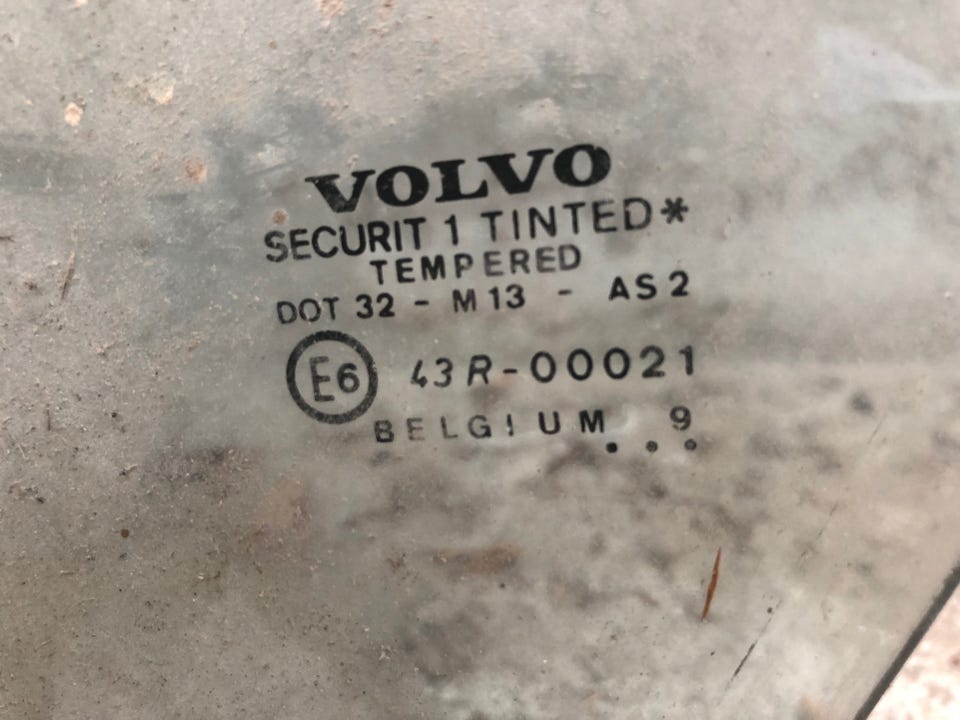 VOLVO
SECURIT 1 TINTED*
TEMPERED
DOT 32 - M13 - AS2
E6 43R-00021
BELGIUM 9
...